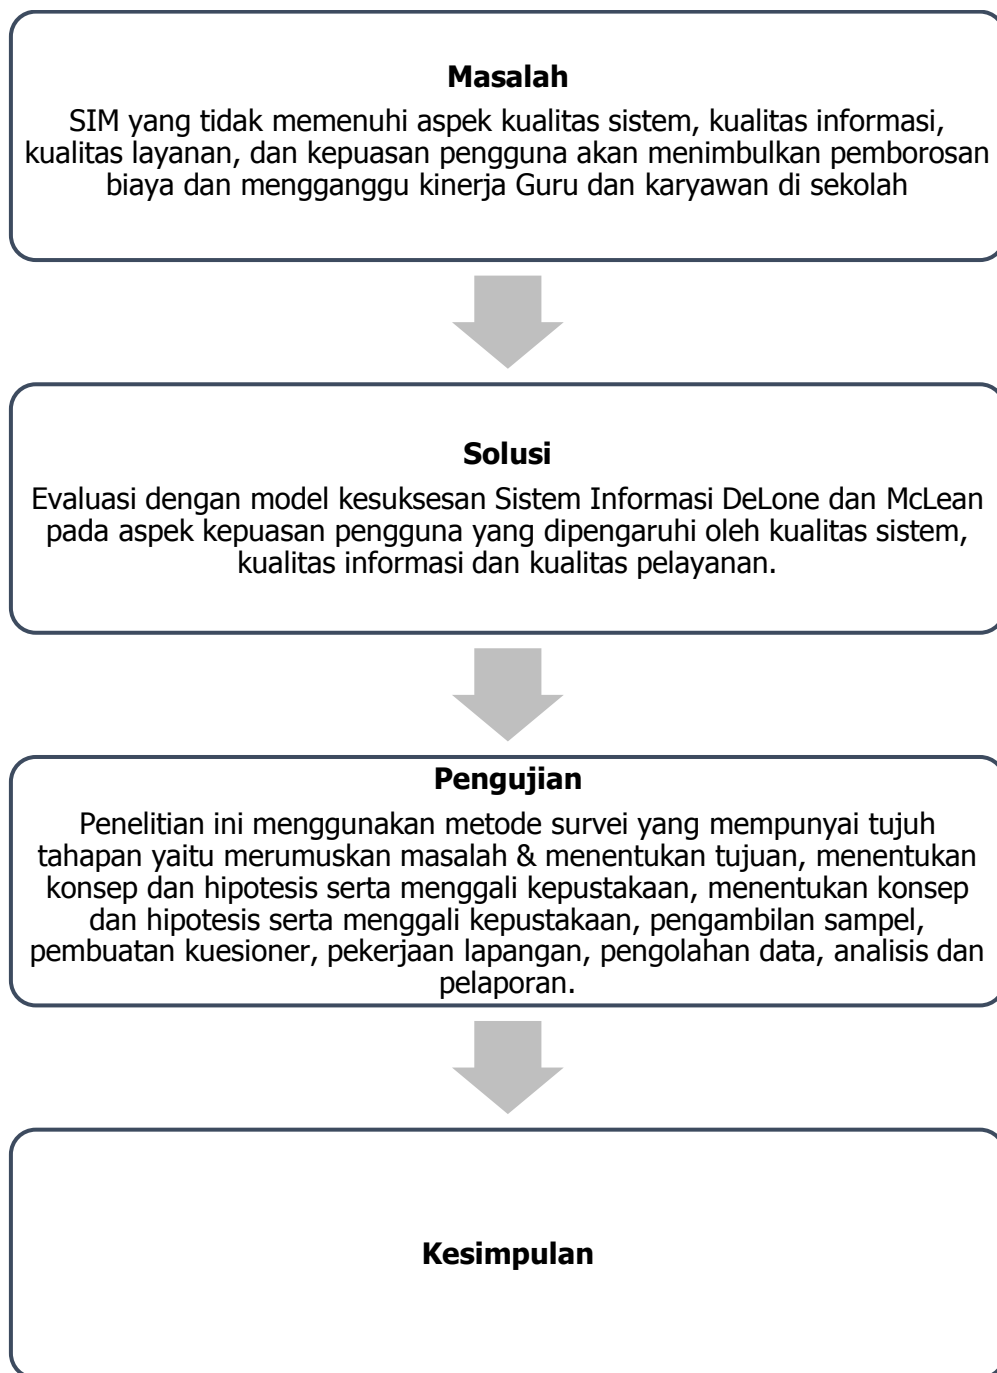 Masalah
SIM yang tidak memenuhi aspek kualitas sistem, kualitas informasi,
kualitas layanan, dan kepuasan pengguna akan menimbulkan pemborosan
biaya dan mengganggu kinerja Guru dan karyawan di sekolah
Solusi
Evaluasi dengan model kesuksesan Sistem Informasi DeLone dan McLean
pada aspek kepuasan pengguna yang dipengaruhi oleh kualitas sistem,
kualitas informasi dan kualitas pelayanan.
Pengujian
Penelitian ini menggunakan metode survei yang mempunyai tujuh
tahapan yaitu merumuskan masalah & menentukan tujuan, menentukan
konsep dan hipotesis serta menggali kepustakaan, menentukan konsep
dan hipotesis serta menggali kepustakaan, pengambilan sampel,
pembuatan kuesioner, pekerjaan lapangan, pengolahan data, analisis dan
pelaporan.
Kesimpulan